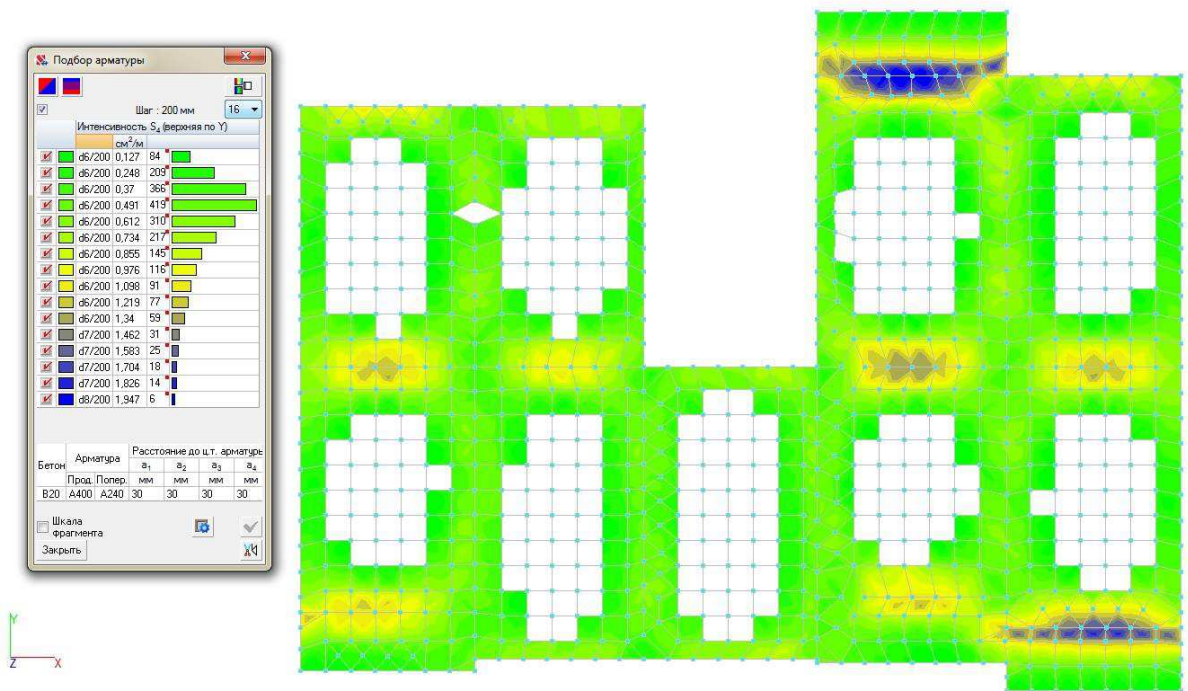 Подбор арматуры
Шаг : 200 мм 16
Интенсивность S4 (верхняя по Y)
см2/м
d6/200 0,127 84
d6/200 0,248 209
d6/200 0,37 366
d6/200 0,491 419
d6/200 0,612 310
d6/200 0,734 217
d6/200 0,855 145
d6/200 0,976 116
d6/200 1,098 91
d6/200 1,219 77
d6/200 1,34 59
d7/200 1,462 31
d7/200 1,583 25
d7/200 1,704 18
d7/200 1,826 14
d8/200 1,947 6
Бетон Арматура Расстояние до ц.т. арматуры
a1 a2 a3 a4
Прод. Попер. мм мм мм мм
B20 A400 A240 30 30 30 30
Шкала
фрагмента
Закрыть
Y
Z X